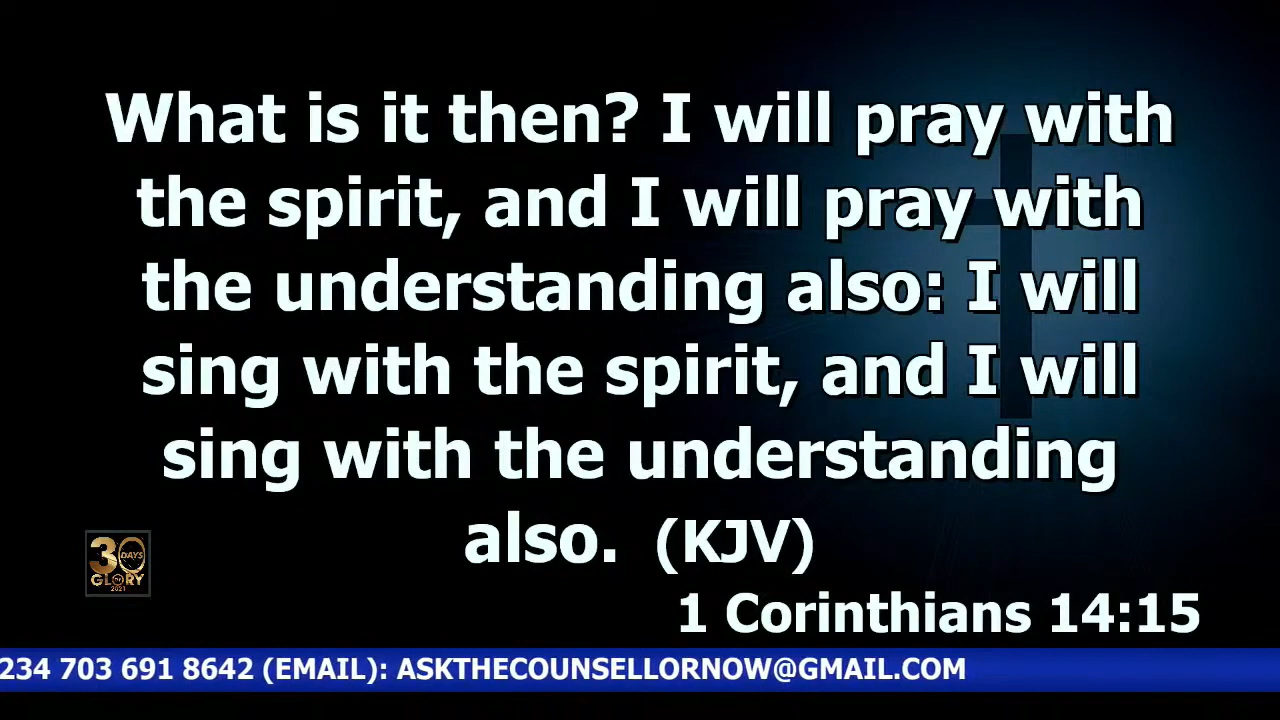 What is it then? I will pray with
the spirit, and I will pray with
the understanding also: I will
sing with the spirit, and I will
sing with the understanding
also. (KJV)
1 Corinthians 14:15
30
DAYS
OF
GLORY
2021
234 703 691 8642 (EMAIL): ASKTHECOUNSELLORNOW@GMAIL.COM